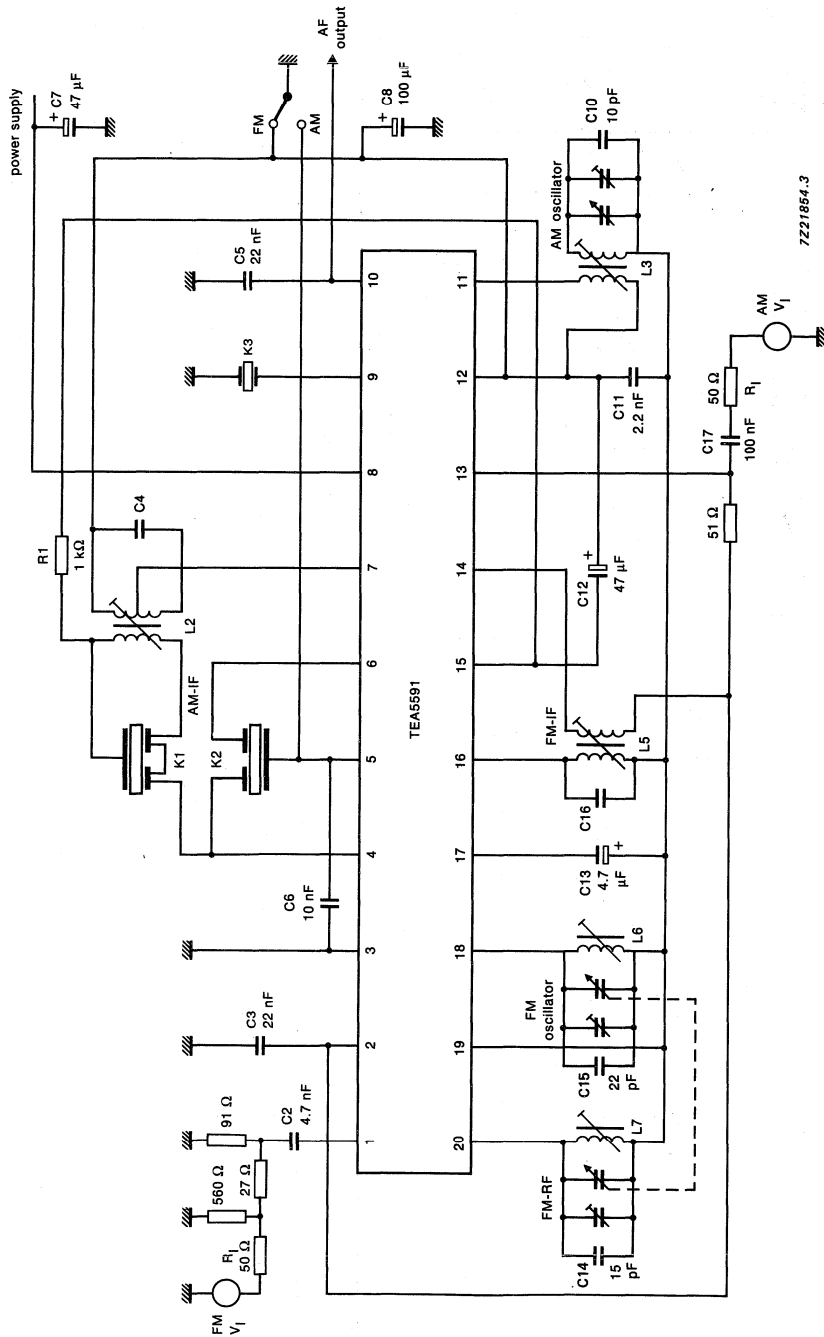 power supply
+ C7
47 µF
FM
AM
AF
output
+ C8
100 µF
R1
1 kΩ
C4
L2
AM-IF
K1
K2
C6
10 nF
C3
22 nF
91 Ω
560 Ω
27 Ω
C2
4.7 nF
R_I
50 Ω
FM
V_I
C5
22 nF
K3
1
2
3
4
5
6
7
8
9
10
TEA5591
20
19
18
17
16
15
14
13
12
11
FM-RF
C14
15
pF
L7
FM
oscillator
C15
22
pF
L6
C13
4.7
µF
+
C16
FM-IF
L5
C12
+
47 µF
C11
2.2 nF
AM oscillator
L3
C10
10 pF
51 Ω
C17
100 nF
50 Ω
R_I
AM
V_I
7Z21854.3